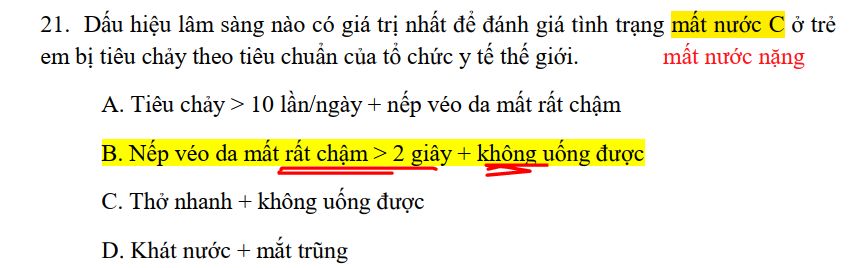 21. Dấu hiệu lâm sàng nào có giá trị nhất để đánh giá tình trạng mất nước C ở trẻ
em bị tiêu chảy theo tiêu chuẩn của tổ chức y tế thế giới. mất nước nặng
A. Tiêu chảy > 10 lần/ngày + nếp véo da mất rất chậm
B. Nếp véo da mất rất chậm > 2 giây + không uống được
C. Thở nhanh + không uống được
D. Khát nước + mắt trũng